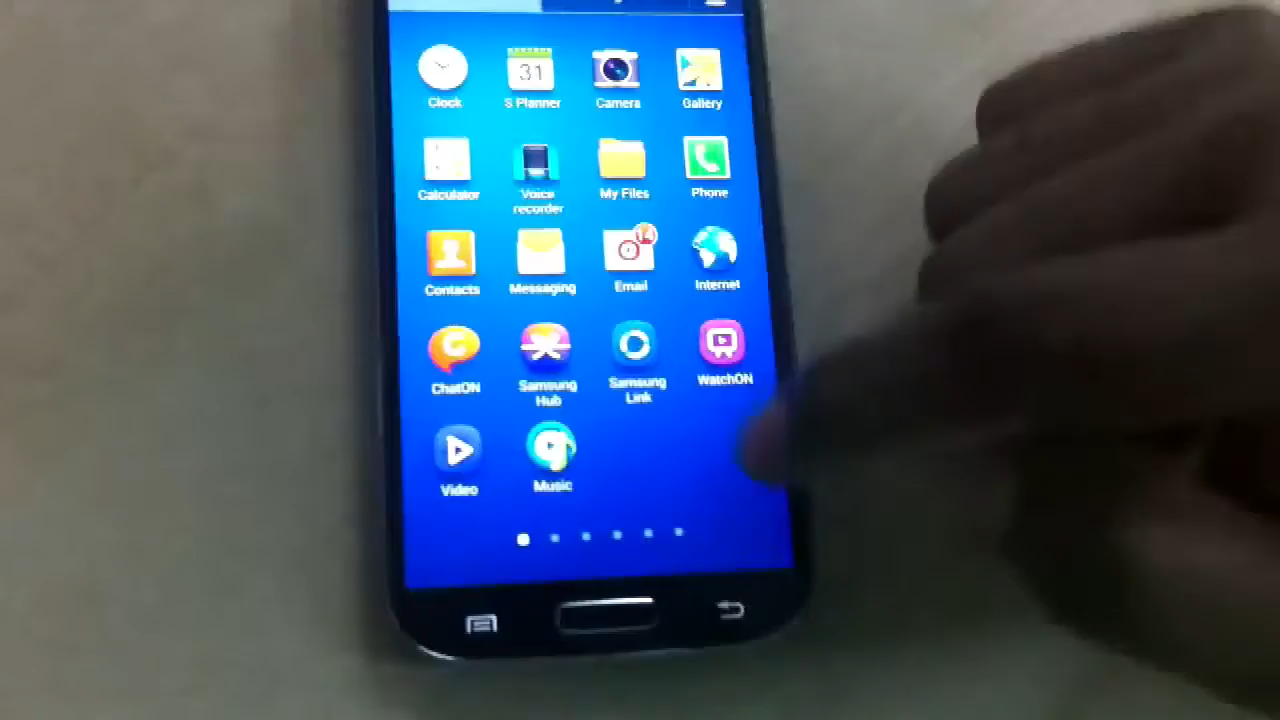 31
Clock S Planner Camera Gallery
Calculator Voice recorder My Files Phone
14
Contacts Messaging Email Internet
ChatON Samsung Hub Samsung Link WatchON
Video Music